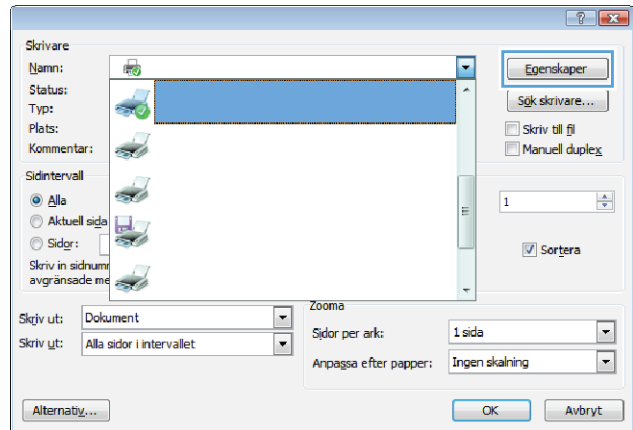 Skrivare
Namn:
Egenskaper
Status:
Sök skrivare...
Typ:
Plats:
Skriv till fil
Kommentar:
Manuell duplex
Sidintervall
Alla
1
Aktuell sida
Sidor:
Sortera
Skriv in sidnumr
avgränsade me
Zooma
Skriv ut: Dokument
Sidor per ark: 1 sida
Skriv ut: Alla sidor i intervallet
Anpassa efter papper: Ingen skalning
Alternativ...
OK
Avbryt